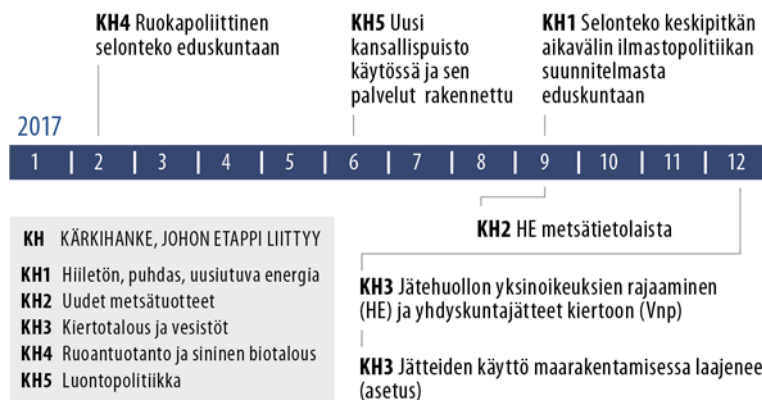 KH4 Ruokapoliittinen
selonteko eduskuntaan
KH5 Uusi
kansallispuisto
käytössä ja sen
palvelut rakennettu
KH1 Selonteko keskipitkän
aikavälin ilmastopolitiikan
suunnitelmasta
eduskuntaan
2017
1 2 3 4 5 6 7 8 9 10 11 12
KH2 HE metsätietolaista
KH3 Jätehuollon yksinoikeuksien rajaaminen
(HE) ja yhdyskuntajätteet kiertoon (Vnp)
KH3 Jätteiden käyttö maarakentamisessa laajenee
(asetus)
KH KÄRKIHANKE, JOHON ETAPPI LIITTYY
KH1 Hiiletön, puhdas, uusiutuva energia
KH2 Uudet metsätuotteet
KH3 Kiertotalous ja vesistöt
KH4 Ruoantuotanto ja sininen biotalous
KH5 Luontopolitiikka